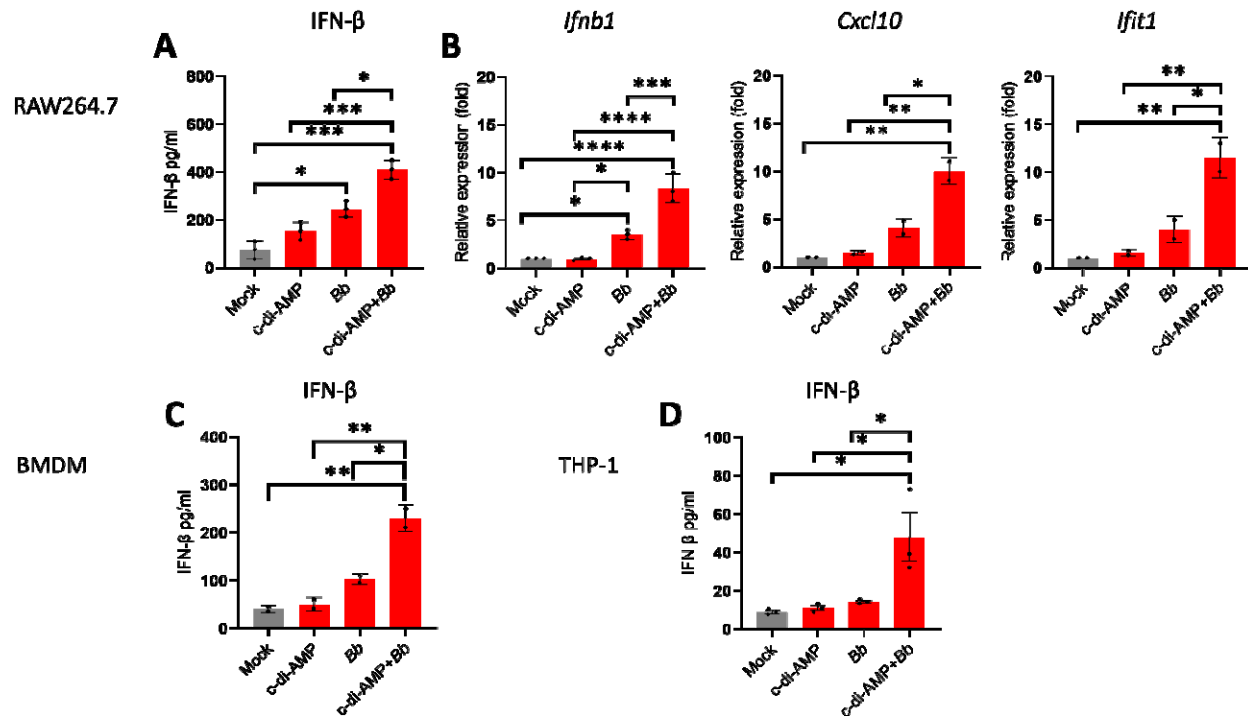 IFN-β
Ifnb1
Cxcl10
Ifit1
A
B
RAW264.7
IFN-β pg/ml
800
600
400
200
0
*
***
***
*
Mock
c-di-AMP
Bb
c-di-AMP+Bb
Relative expression (fold)
20
15
10
5
0
***
****
****
*
*
Mock
c-di-AMP
Bb
c-di-AMP+Bb
Relative expression (fold)
20
15
10
5
0
*
**
**
Mock
c-di-AMP
Bb
c-di-AMP+Bb
Relative expression (fold)
20
15
10
5
0
**
*
**
Mock
c-di-AMP
Bb
c-di-AMP+Bb
IFN-β
C
BMDM
IFN-β pg/ml
400
300
200
100
0
**
*
**
Mock
c-di-AMP
Bb
c-di-AMP+Bb
IFN-β
D
THP-1
IFN β pg/ml
100
80
60
40
20
0
*
*
*
Mock
c-di-AMP
Bb
c-di-AMP+Bb